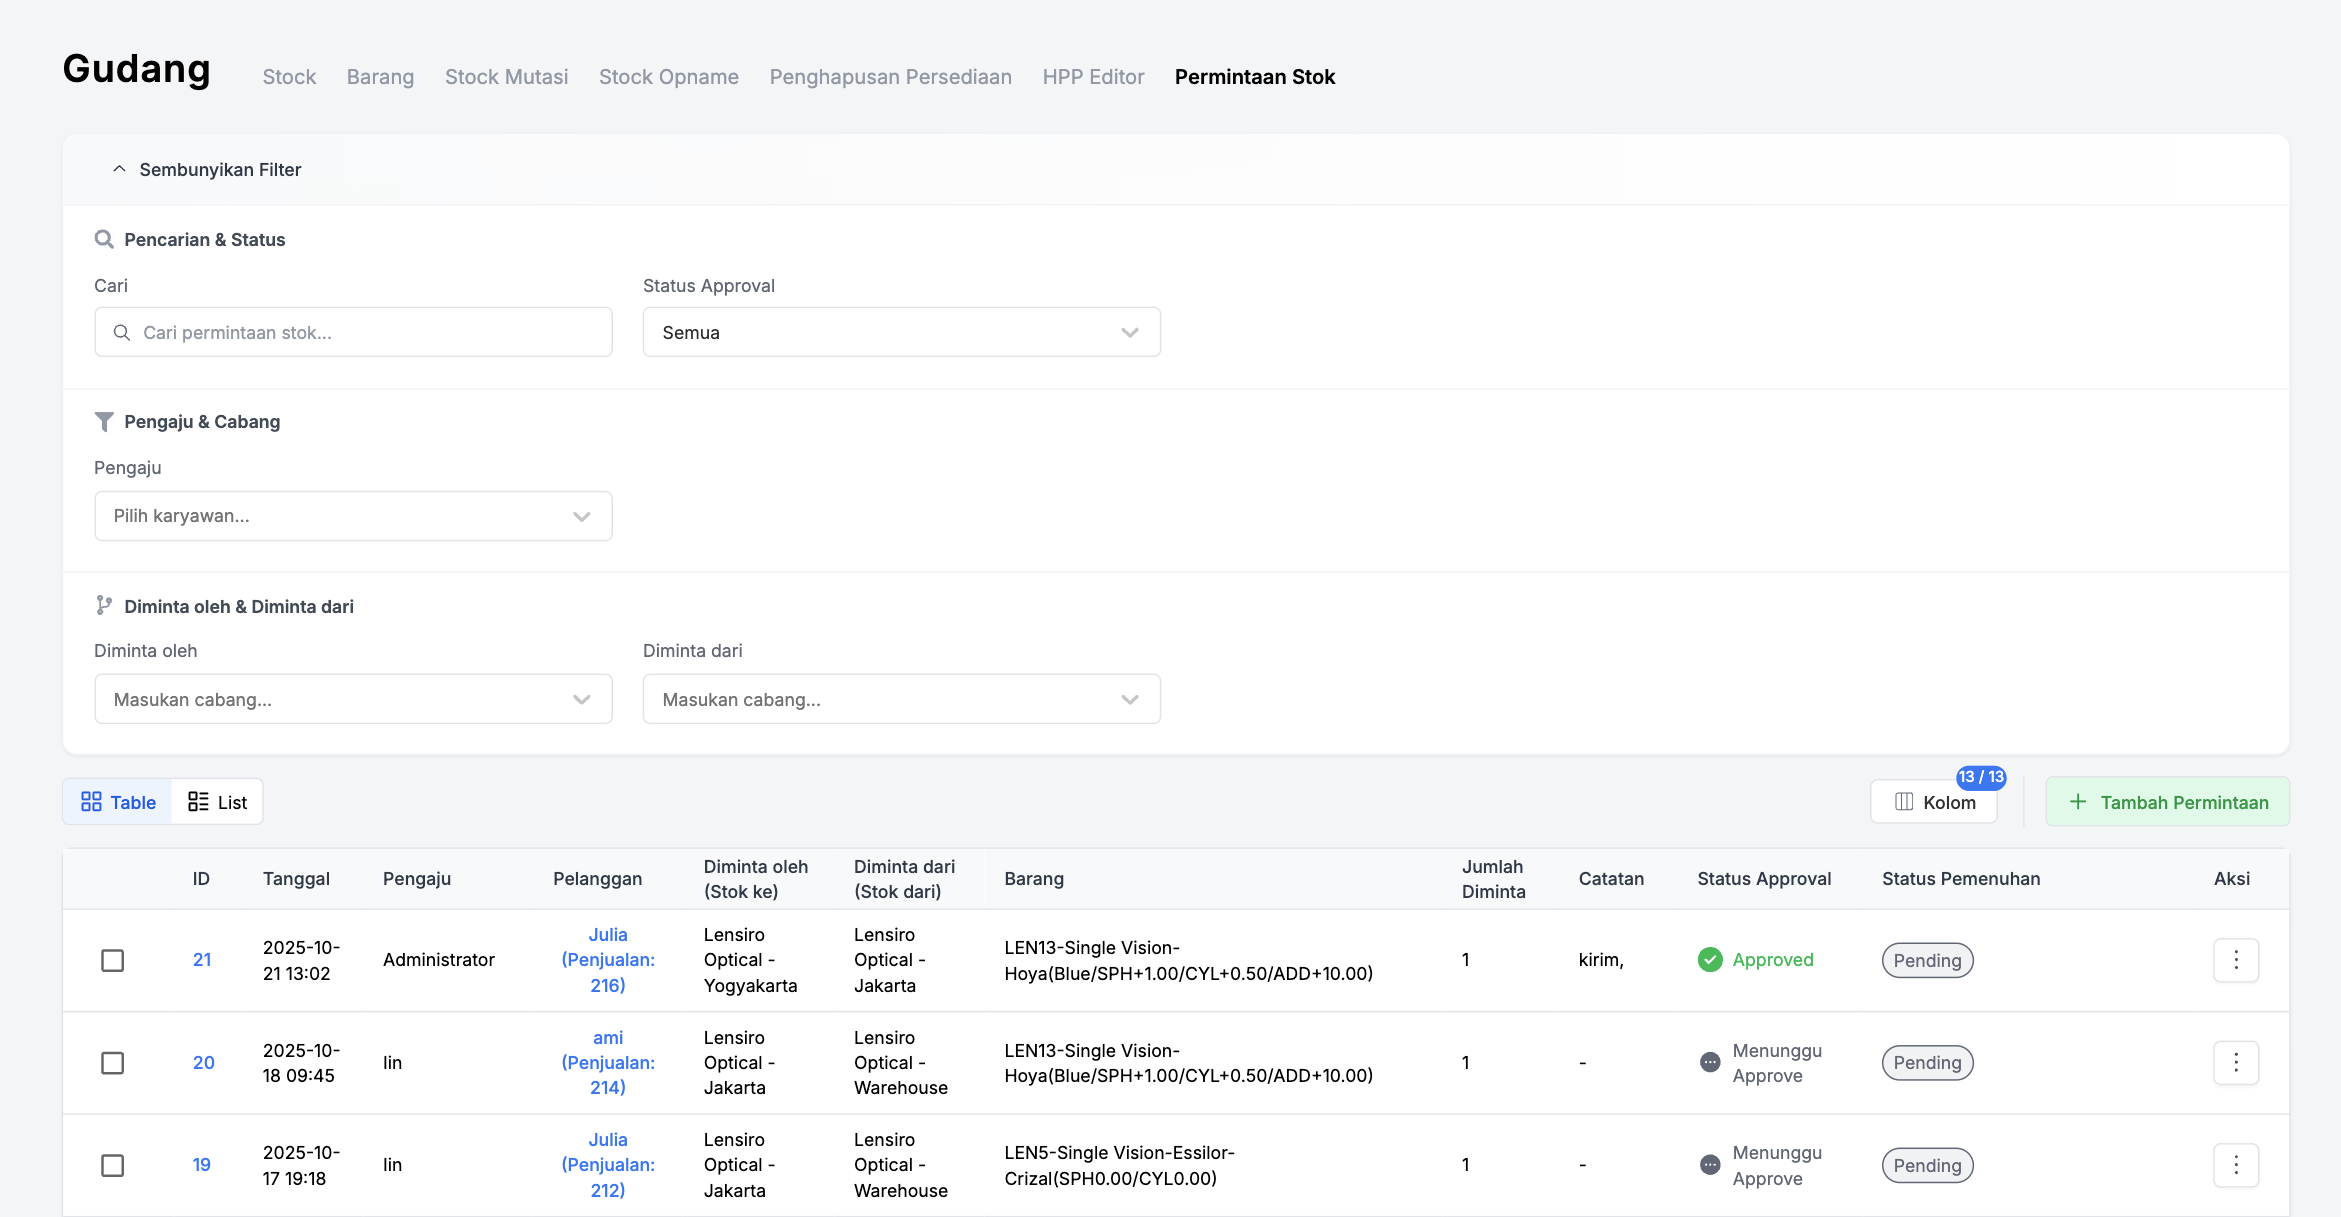 Gudang
Stock Barang Stock Mutasi Stock Opname Penghapusan Persediaan HPP Editor Permintaan Stok
Sembunyikan Filter
Pencarian & Status
Cari Status Approval
Cari permintaan stok... Semua
Pengaju & Cabang
Pengaju
Pilih karyawan...
Diminta oleh & Diminta dari
Diminta oleh Diminta dari
Masukan cabang... Masukan cabang...
Table List
13 / 13
Kolom
Tambah Permintaan
ID Tanggal Pengaju Pelanggan Diminta oleh (Stok ke) Diminta dari (Stok dari) Barang Jumlah Diminta Catatan Status Approval Status Pemenuhan Aksi
21 2025-10-21 13:02 Administrator Julia (Penjualan: 216) Lensiro Optical - Yogyakarta Lensiro Optical - Jakarta LEN13-Single Vision-Hoya(Blue/SPH+1.00/CYL+0.50/ADD+10.00) 1 kirim, Approved Pending
20 2025-10-18 09:45 Iin ami (Penjualan: 214) Lensiro Optical - Jakarta Lensiro Optical - Warehouse LEN13-Single Vision-Hoya(Blue/SPH+1.00/CYL+0.50/ADD+10.00) 1 - Menunggu Approve Pending
19 2025-10-17 19:18 Iin Julia (Penjualan: 212) Lensiro Optical - Jakarta Lensiro Optical - Warehouse LEN5-Single Vision-Essilor-Crizal(SPH0.00/CYL0.00) 1 - Menunggu Approve Pending